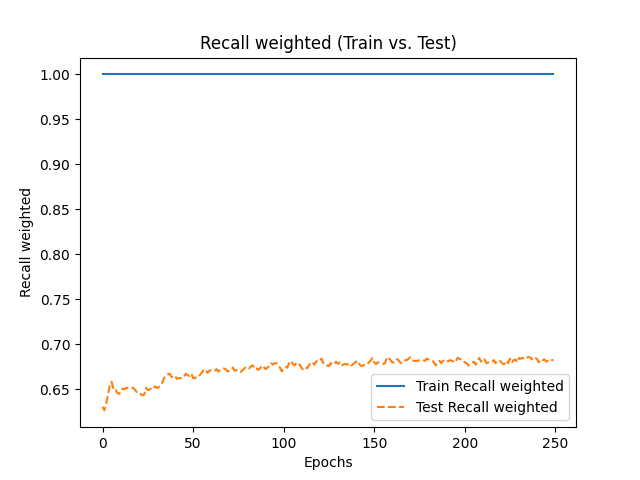 Recall weighted (Train vs. Test)
Recall weighted
1.00
0.95
0.90
0.85
0.80
0.75
0.70
0.65
Train Recall weighted
Test Recall weighted
0 50 100 150 200 250
Epochs